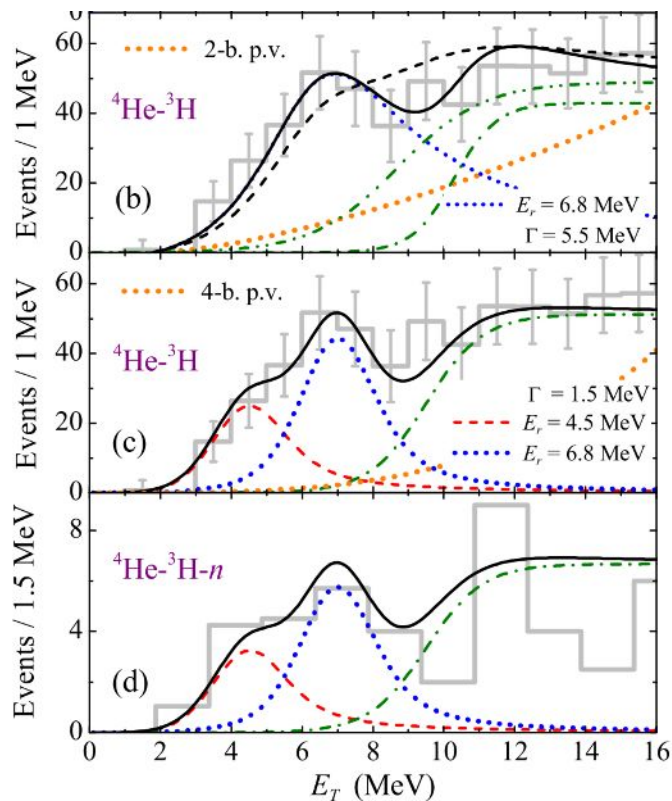 60
2-b. p.v.
40
⁴He-³H
20
(b)
Eᵣ = 6.8 MeV
Γ = 5.5 MeV
0
Events / 1 MeV
60
4-b. p.v.
40
⁴He-³H
Γ = 1.5 MeV
Eᵣ = 4.5 MeV
20
(c)
Eᵣ = 6.8 MeV
0
Events / 1 MeV
8
⁴He-³H-n
4
(d)
0
Events / 1.5 MeV
0 2 4 6 8 10 12 14 16
E_T (MeV)